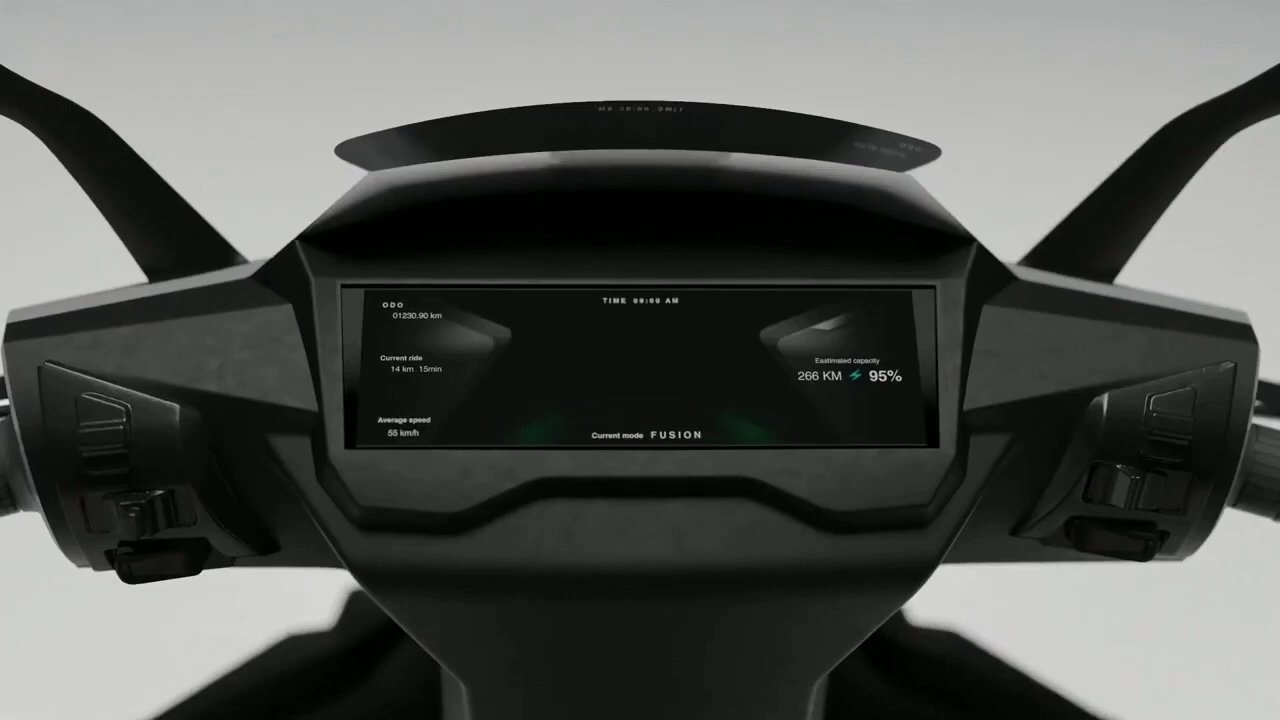 TIME 09:00 AM
ODO
01230.90 km
Current ride
14 km 15min
Average speed
55 km/h
Eastimated capacity
266 KM 95%
Current mode FUSION